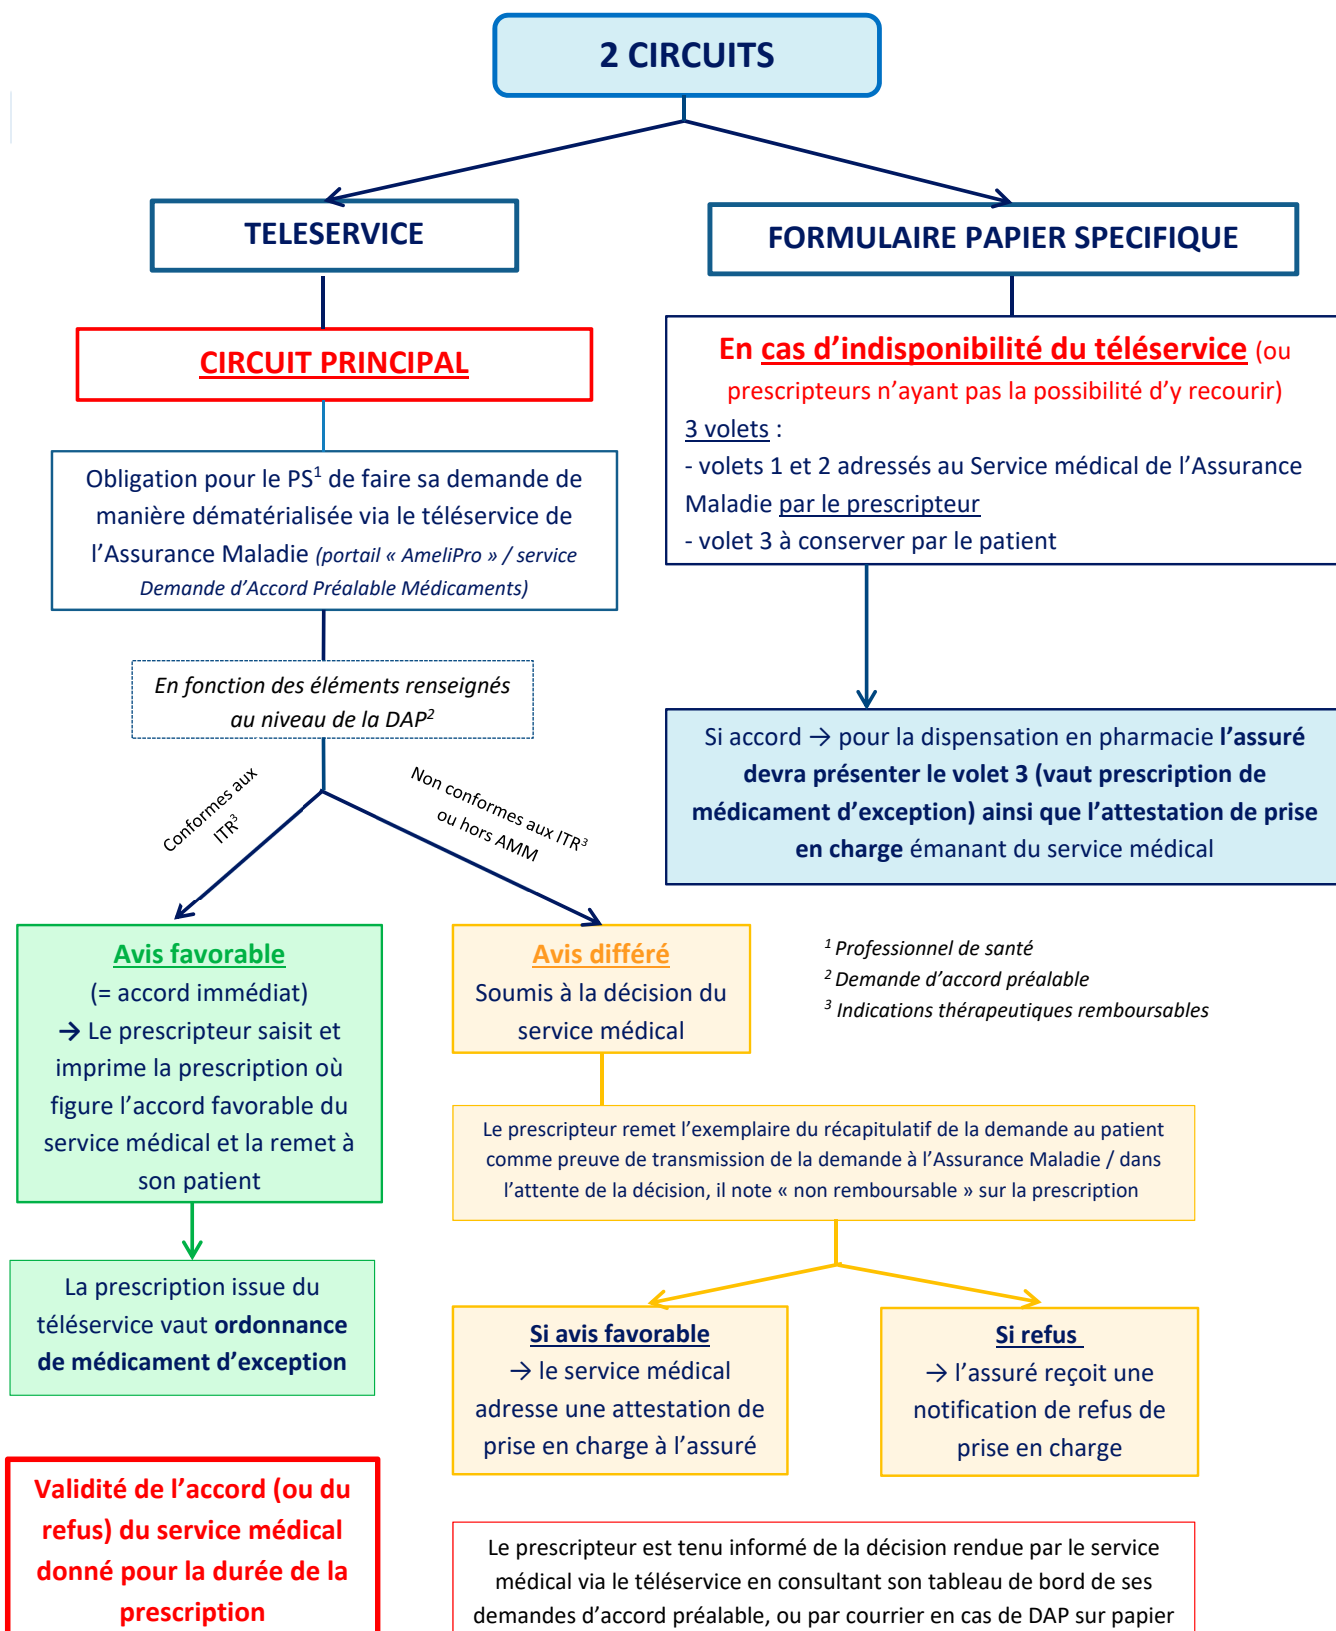 2 CIRCUITS
TELESERVICE
FORMULAIRE PAPIER SPECIFIQUE
CIRCUIT PRINCIPAL
En cas d’indisponibilité du téléservice (ou
prescripteurs n’ayant pas la possibilité d’y recourir)
3 volets :
- volets 1 et 2 adressés au Service médical de l’Assurance
Maladie par le prescripteur
- volet 3 à conserver par le patient
Obligation pour le PS1 de faire sa demande de
manière dématérialisée via le téléservice de
l’Assurance Maladie (portail « AmeliPro » / service
Demande d’Accord Préalable Médicaments)
En fonction des éléments renseignés
au niveau de la DAP2
Conformes aux
ITR3
Non conformes aux ITR3
ou hors AMM
Si accord → pour la dispensation en pharmacie l’assuré
devra présenter le volet 3 (vaut prescription de
médicament d’exception) ainsi que l’attestation de prise
en charge émanant du service médical
Avis favorable
(= accord immédiat)
→ Le prescripteur saisit et
imprime la prescription où
figure l’accord favorable du
service médical et la remet à
son patient
Avis différé
Soumis à la décision du
service médical
1 Professionnel de santé
2 Demande d’accord préalable
3 Indications thérapeutiques remboursables
Le prescripteur remet l’exemplaire du récapitulatif de la demande au patient
comme preuve de transmission de la demande à l’Assurance Maladie / dans
l’attente de la décision, il note « non remboursable » sur la prescription
La prescription issue du
téléservice vaut ordonnance
de médicament d’exception
Si avis favorable
→ le service médical
adresse une attestation de
prise en charge à l’assuré
Si refus
→ l’assuré reçoit une
notification de refus de
prise en charge
Validité de l’accord (ou du
refus) du service médical
donné pour la durée de la
prescription
Le prescripteur est tenu informé de la décision rendue par le service
médical via le téléservice en consultant son tableau de bord de ses
demandes d’accord préalable, ou par courrier en cas de DAP sur papier